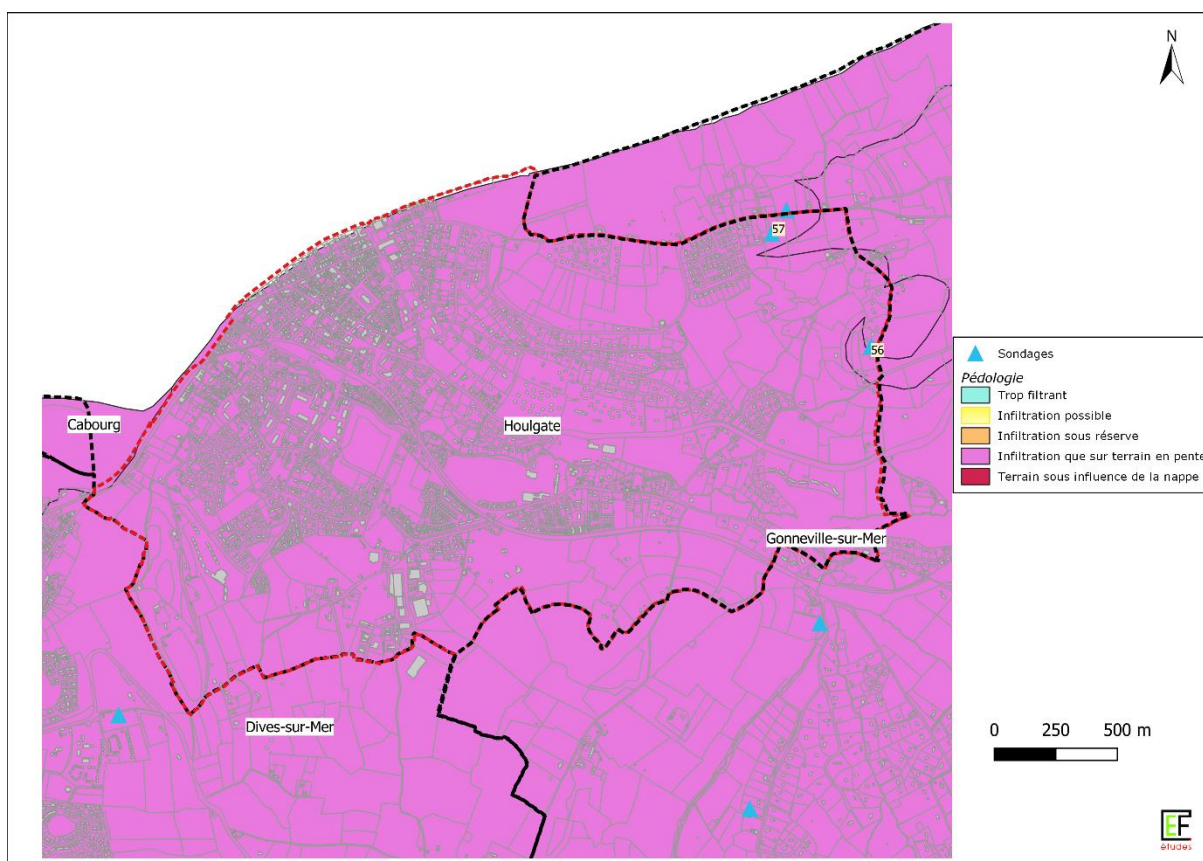 N
57
56
Cabourg
Houlgate
Gonneville-sur-Mer
Dives-sur-Mer
Sondages
Pédologie
Trop filtrant
Infiltration possible
Infiltration sous réserve
Infiltration que sur terrain en pente
Terrain sous influence de la nappe
0 250 500 m
EF
études